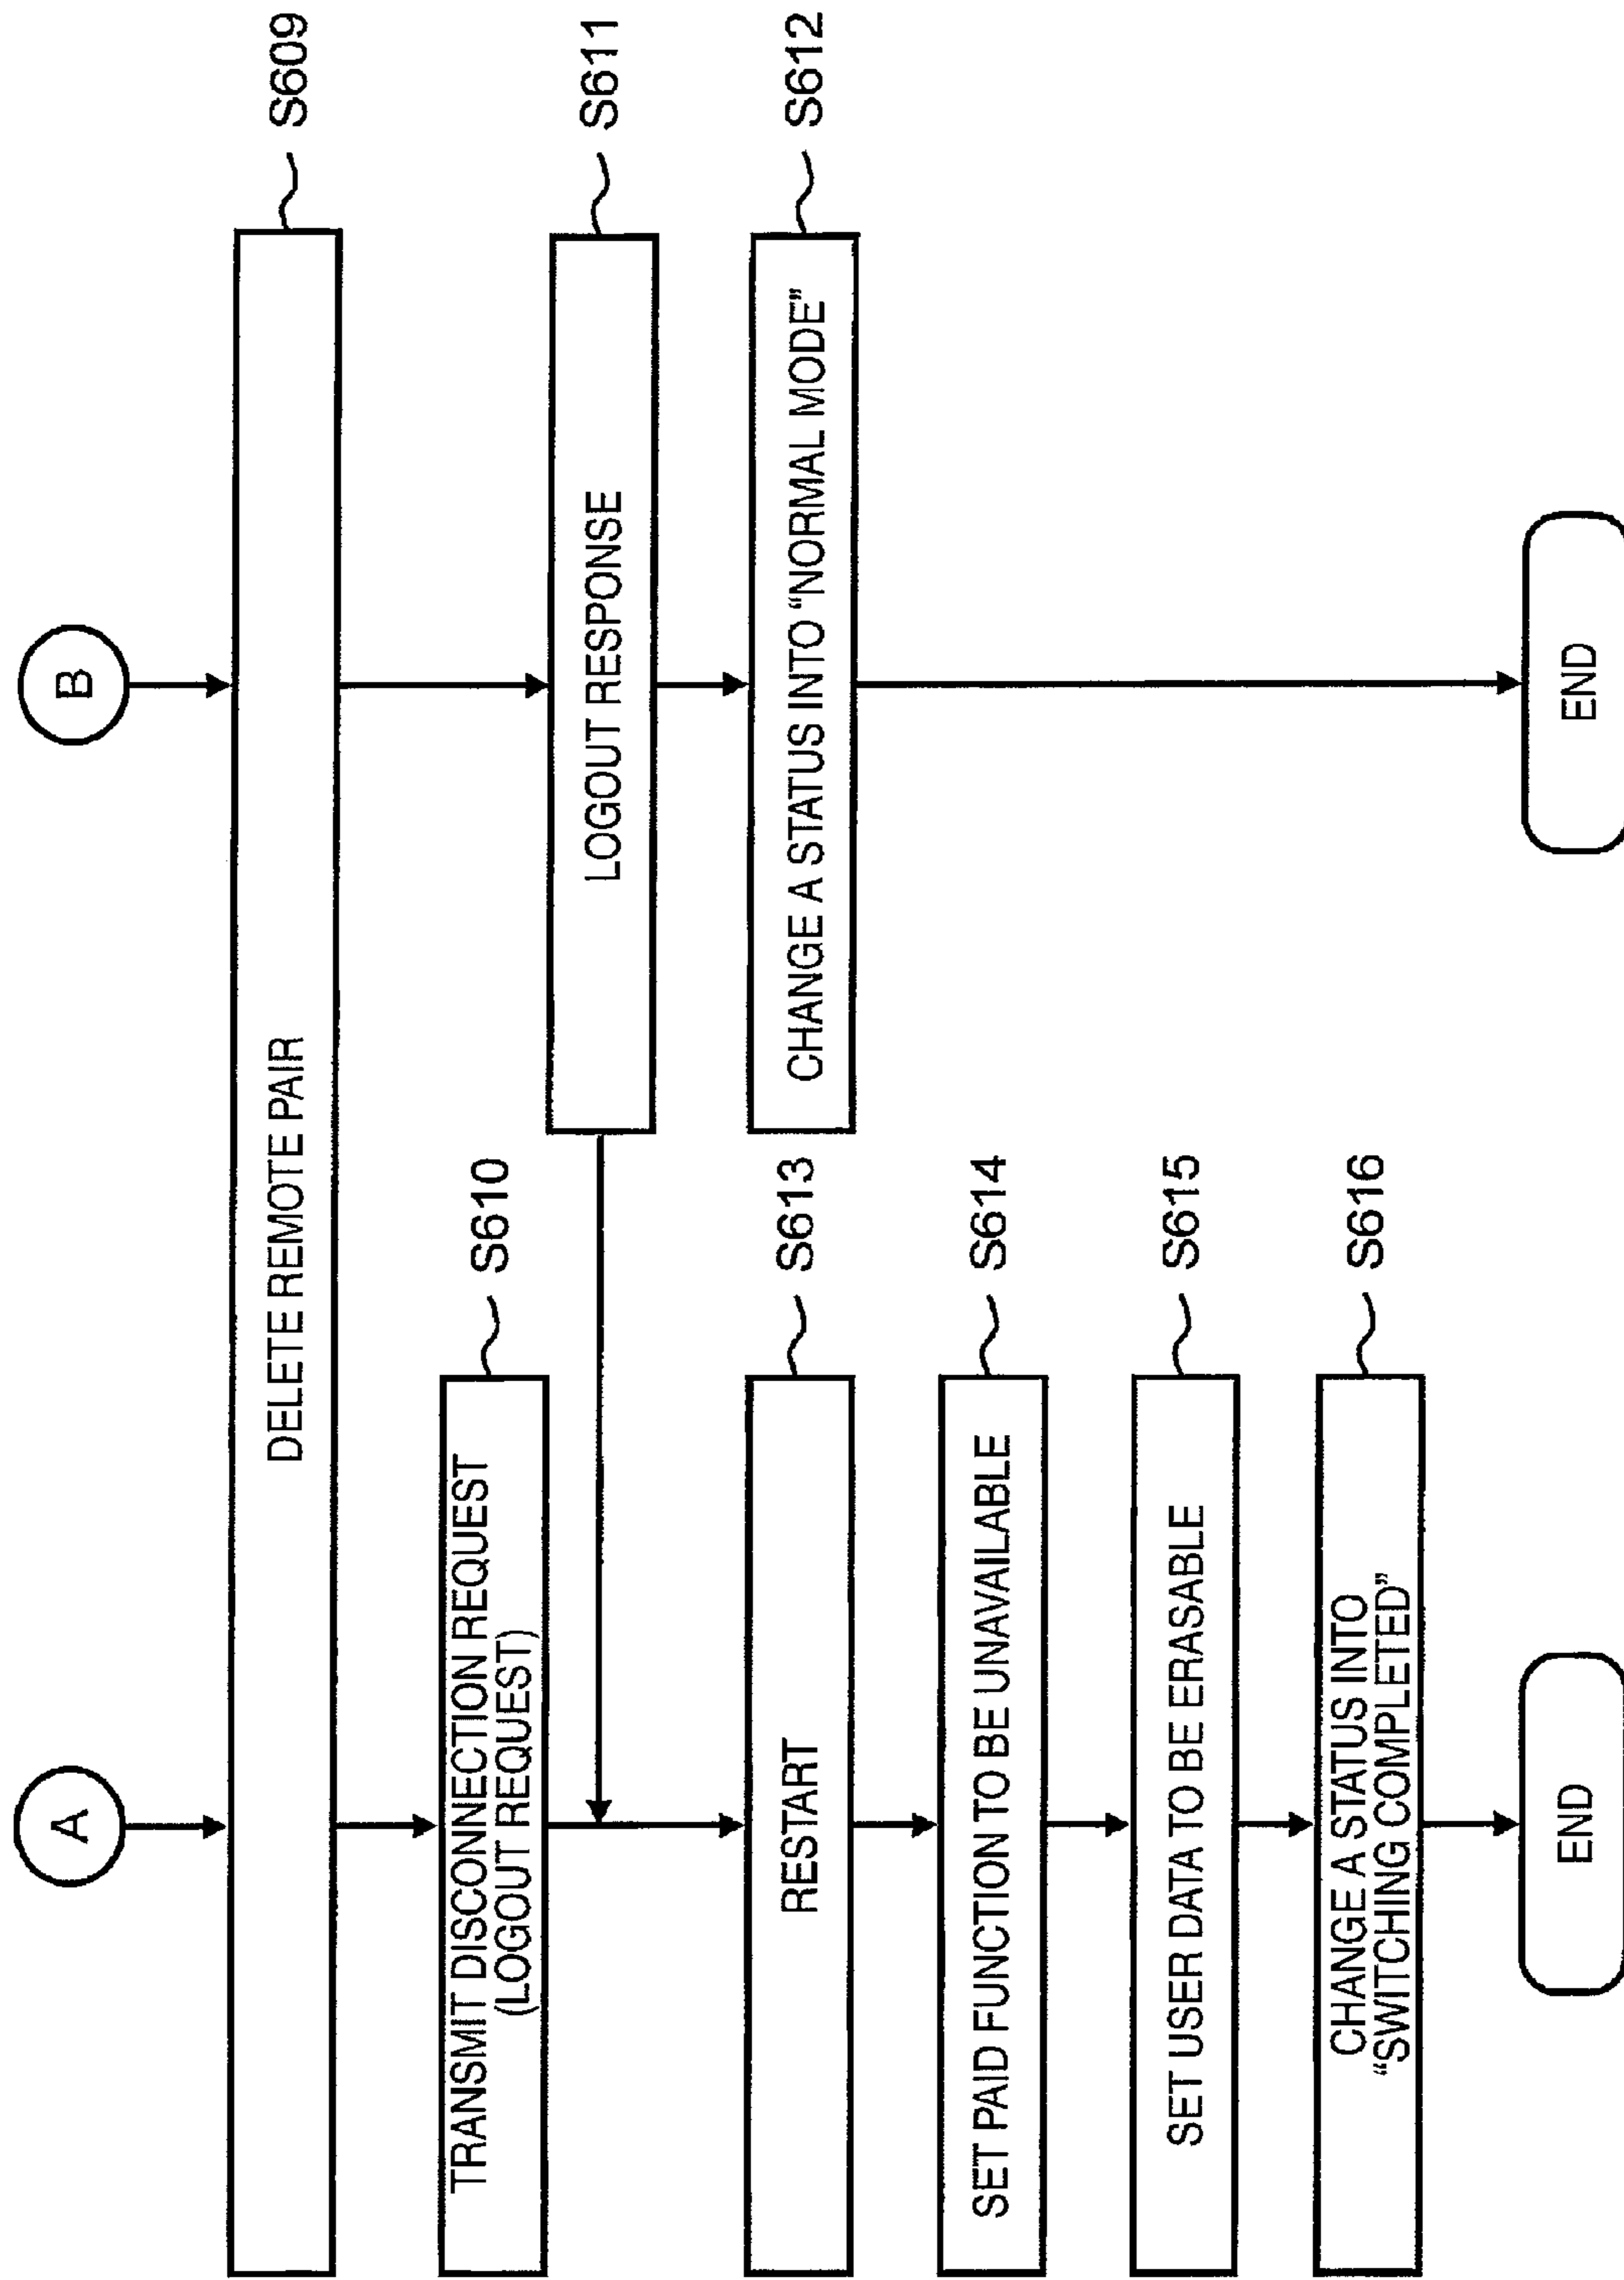 A
B
DELETE REMOTE PAIR
S609
TRANSMIT DISCONNECTION REQUEST
(LOGOUT REQUEST)
S610
LOGOUT RESPONSE
S611
RESTART
S613
CHANGE A STATUS INTO “NORMAL MODE”
S612
SET PAID FUNCTION TO BE UNAVAILABLE
S614
SET USER DATA TO BE ERASABLE
S615
CHANGE A STATUS INTO
“SWITCHING COMPLETED”
S616
END
END